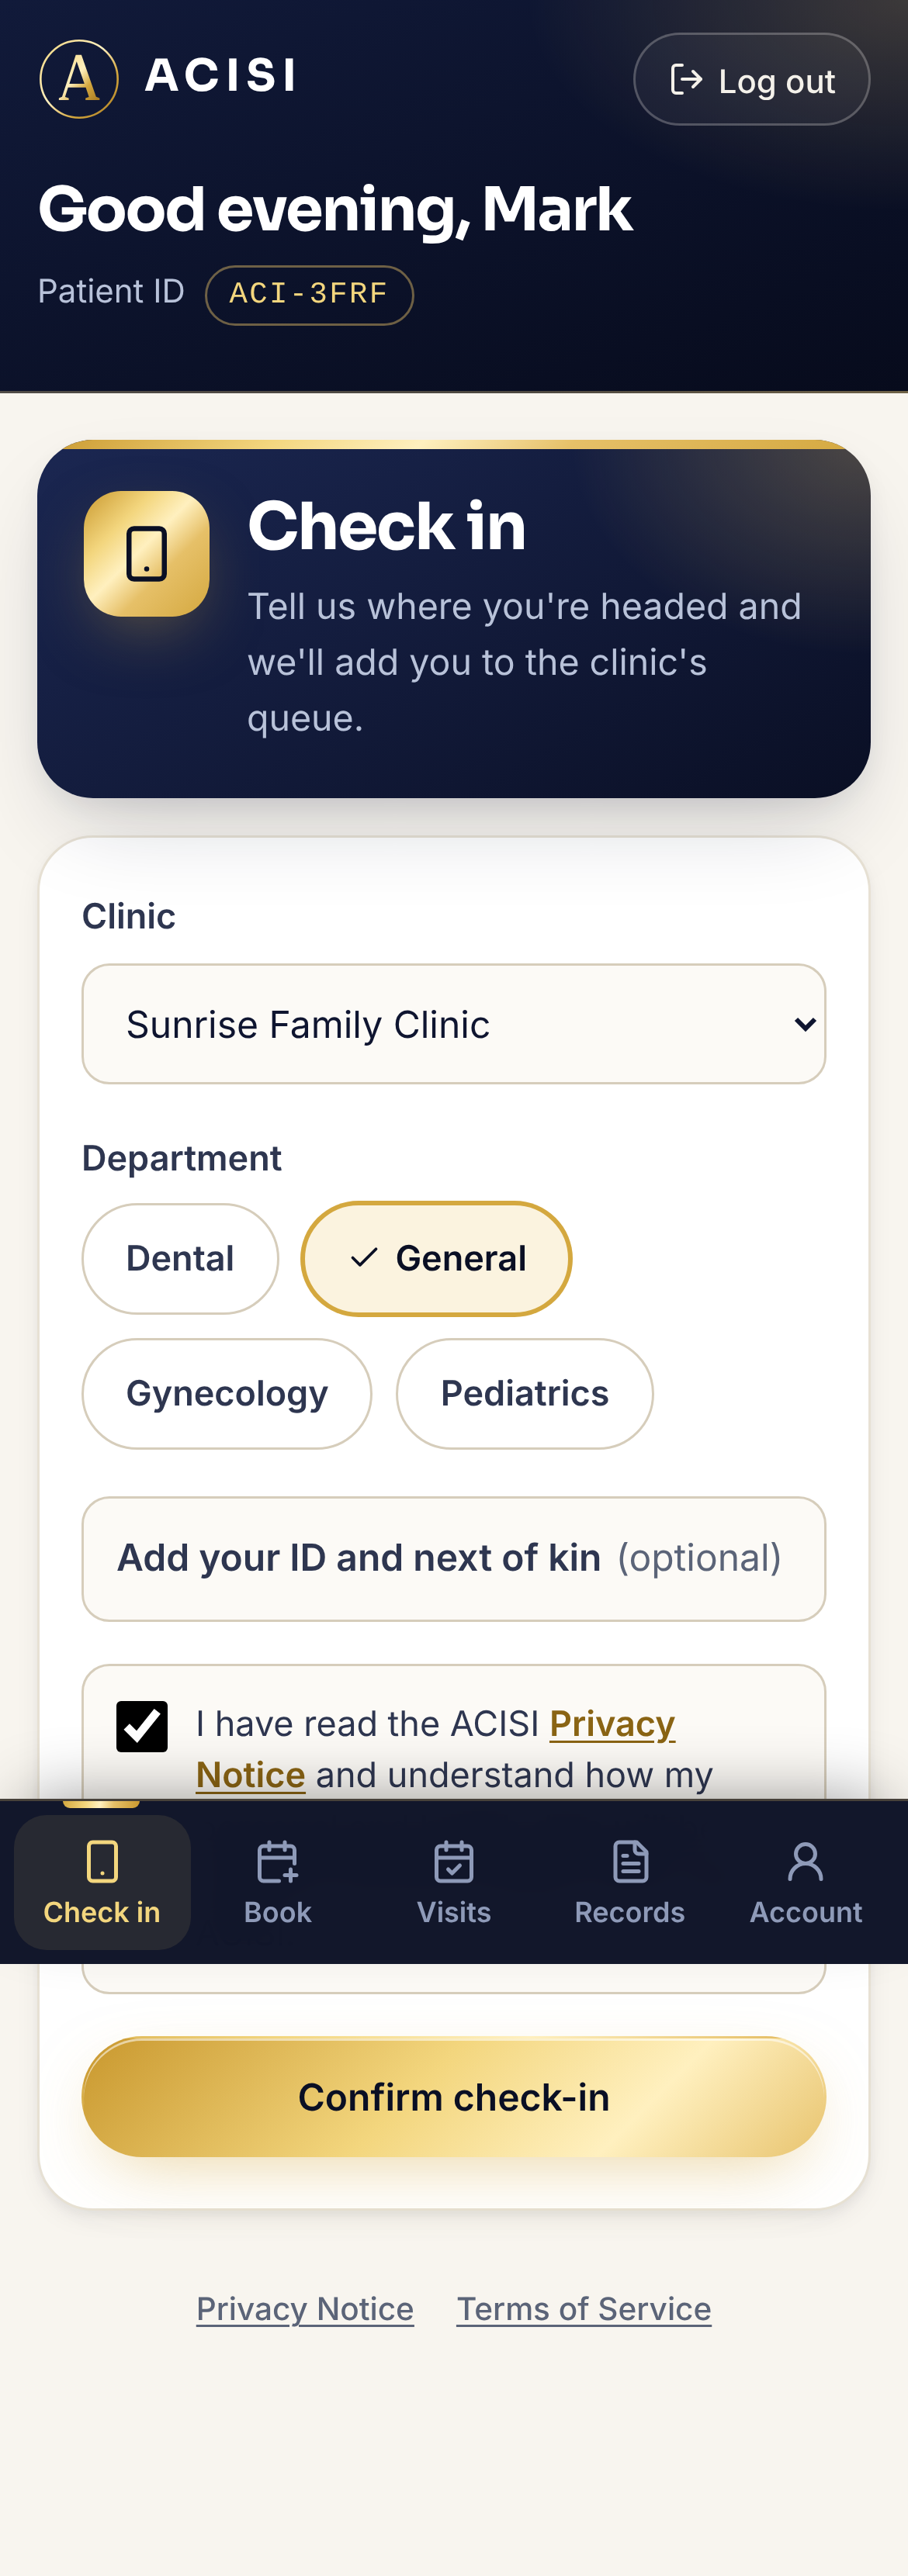 A ACISI
Log out
Good evening, Mark
Patient ID ACI-3FRF
Check in
Tell us where you're headed and
we'll add you to the clinic's
queue.
Clinic
Sunrise Family Clinic
Department
Dental
General
Gynecology
Pediatrics
Add your ID and next of kin (optional)
I have read the ACISI Privacy
Notice and understand how my
Check in
Book
Visits
Records
Account
Confirm check-in
Privacy Notice
Terms of Service